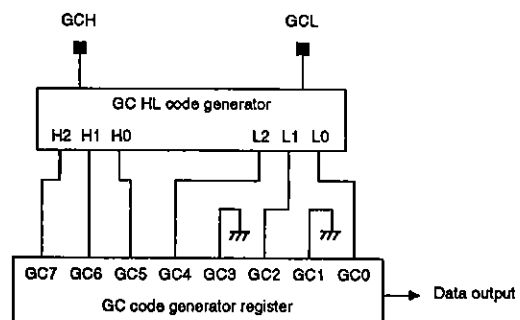 GCH GCL
GC HL code generator
H2 H1 H0 L2 L1 L0
GC7 GC6 GC5 GC4 GC3 GC2 GC1 GC0
GC code generator register
Data output